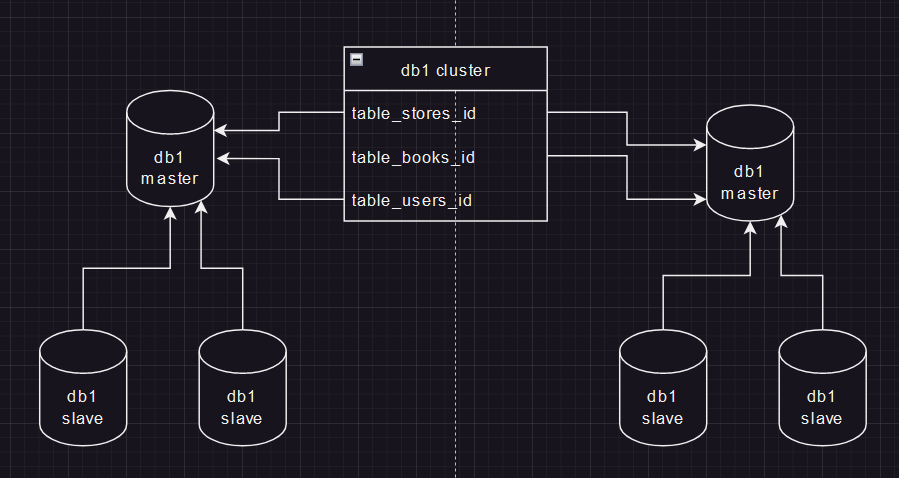 db1 cluster
table_stores_id
table_books_id
table_users_id
db1
master
db1
master
db1
slave
db1
slave
db1
slave
db1
slave